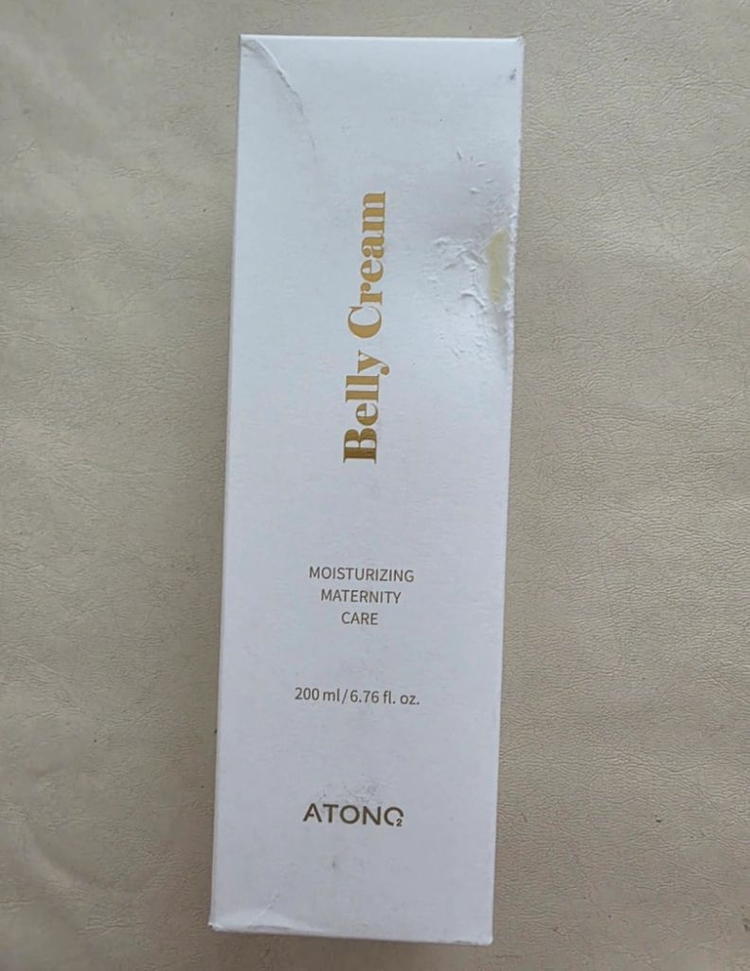 Belly Cream
MOISTURIZING
MATERNITY
CARE
200 ml/6.76 fl. oz.
ATONO2